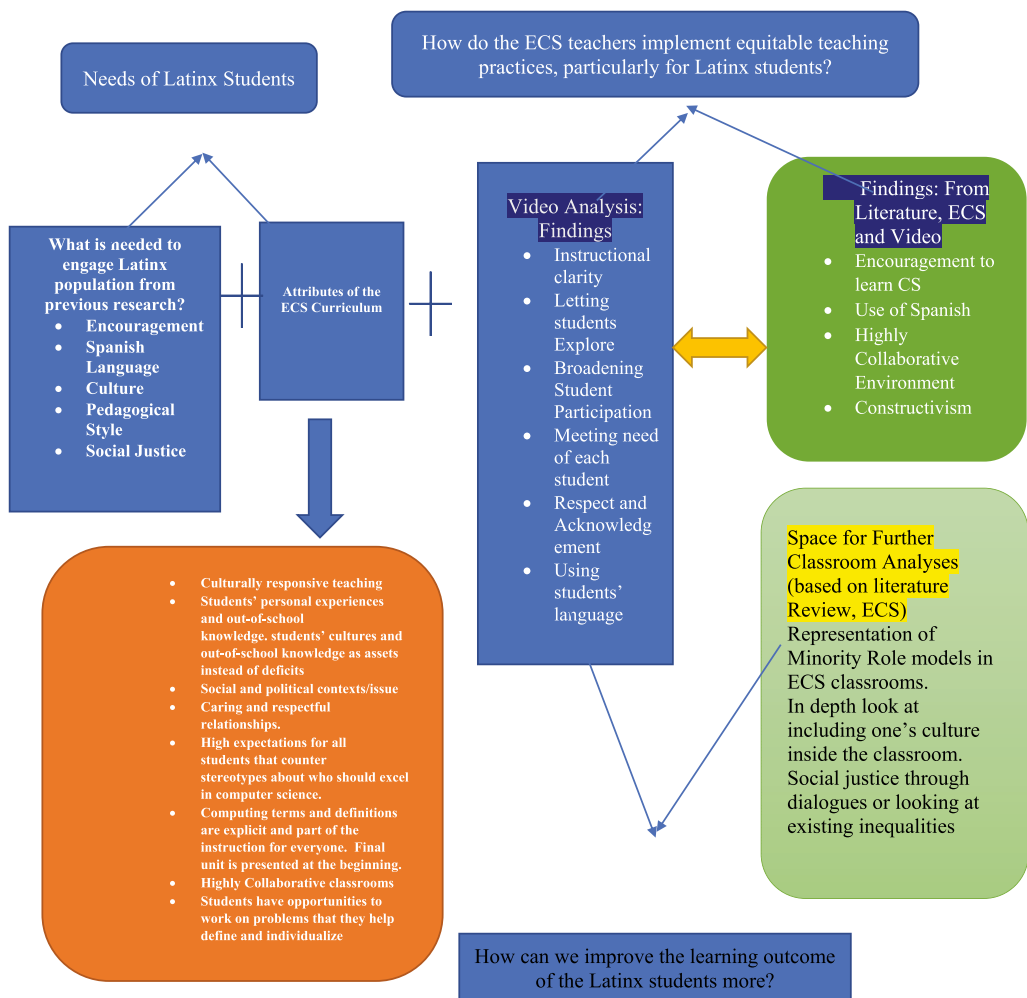 Needs of Latinx Students
How do the ECS teachers implement equitable teaching
practices, particularly for Latinx students?
What is needed to
engage Latinx
population from
previous research?
• Encouragement
• Spanish
Language
• Culture
• Pedagogical
Style
• Social Justice
Attributes of the
ECS Curriculum
Video Analysis:
Findings
• Instructional
clarity
• Letting
students
Explore
• Broadening
Student
Participation
• Meeting need
of each
student
• Respect and
Acknowledg
ement
• Using
students'
language
Findings: From
Literature, ECS
and Video
• Encouragement to
learn CS
• Use of Spanish
• Highly
Collaborative
Environment
• Constructivism
• Culturally responsive teaching
• Students' personal experiences
and out-of-school
knowledge. students' cultures and
out-of-school knowledge as assets
instead of deficits
• Social and political contexts/issue
• Caring and respectful
relationships.
• High expectations for all
students that counter
stereotypes about who should excel
in computer science.
• Computing terms and definitions
are explicit and part of the
instruction for everyone. Final
unit is presented at the beginning.
• Highly Collaborative classrooms
• Students have opportunities to
work on problems that they help
define and individualize
Space for Further
Classroom Analyses
(based on literature
Review, ECS)
Representation of
Minority Role models in
ECS classrooms.
In depth look at
including one's culture
inside the classroom.
Social justice through
dialogues or looking at
existing inequalities
How can we improve the learning outcome
of the Latinx students more?